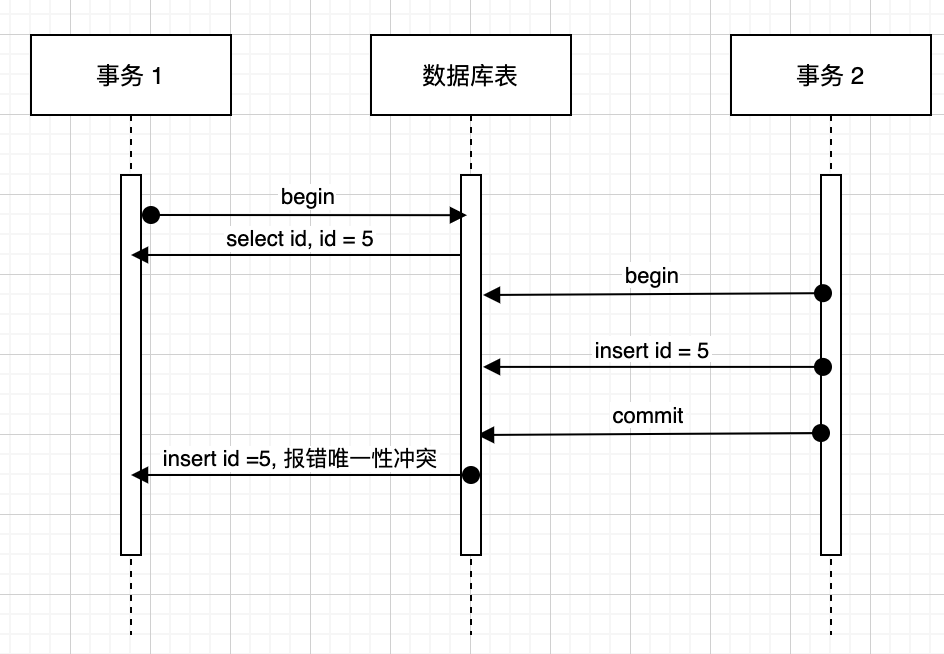 事务 1
数据库表
事务 2
begin
select id, id = 5
begin
insert id = 5
commit
insert id =5, 报错唯一性冲突